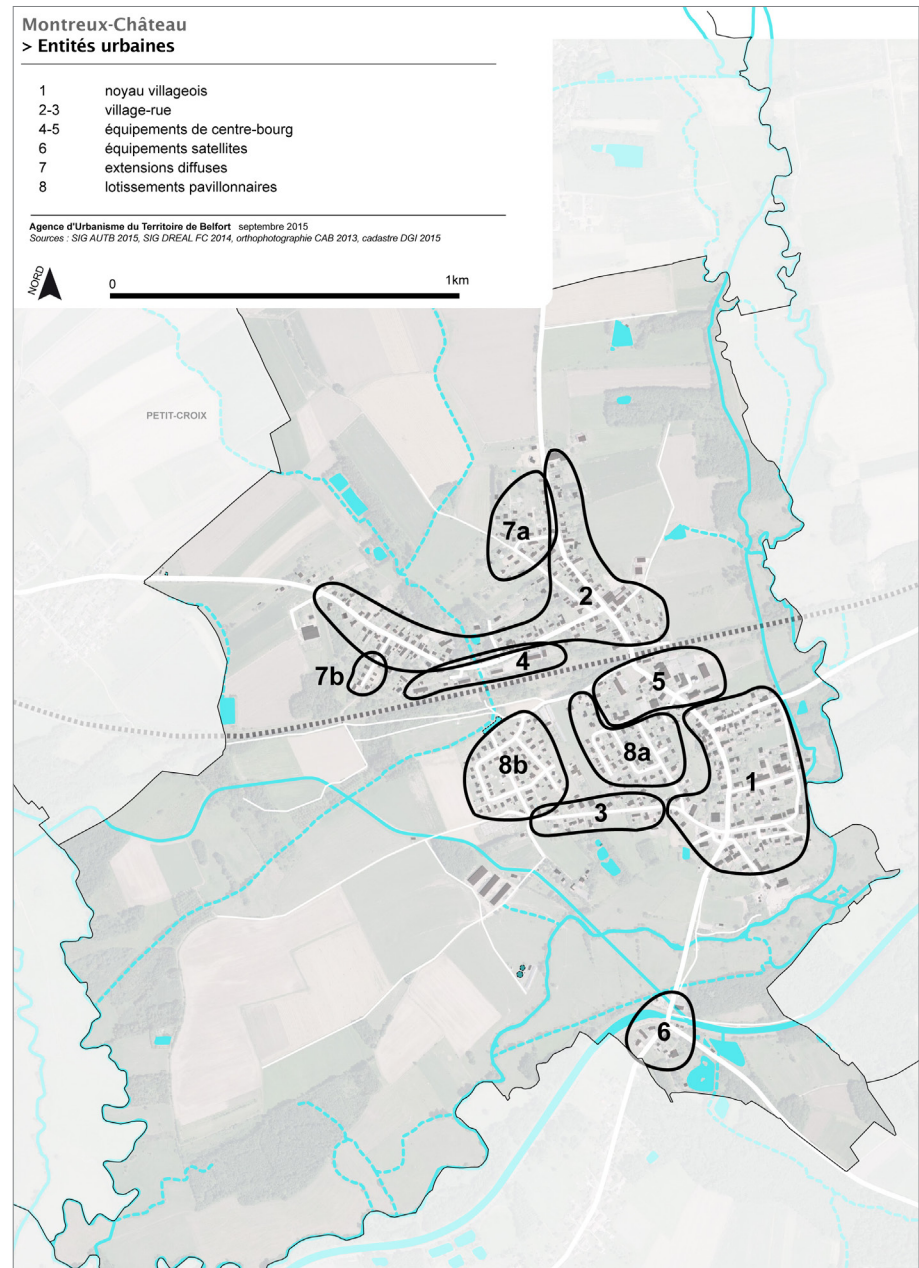 Montreux-Château
> Entités urbaines
1 noyau villageois
2-3 village-rue
4-5 équipements de centre-bourg
6 équipements satellites
7 extensions diffuses
8 lotissements pavillonnaires
Agence d'Urbanisme du Territoire de Belfort septembre 2015
Sources : SIG AUTB 2015, SIG DREAL FC 2014, orthophotographie CAB 2013, cadastre DGI 2015
NORD
0 1km
PETIT-CROIX
7a
2
4
7b
5
8a
8b
1
3
6